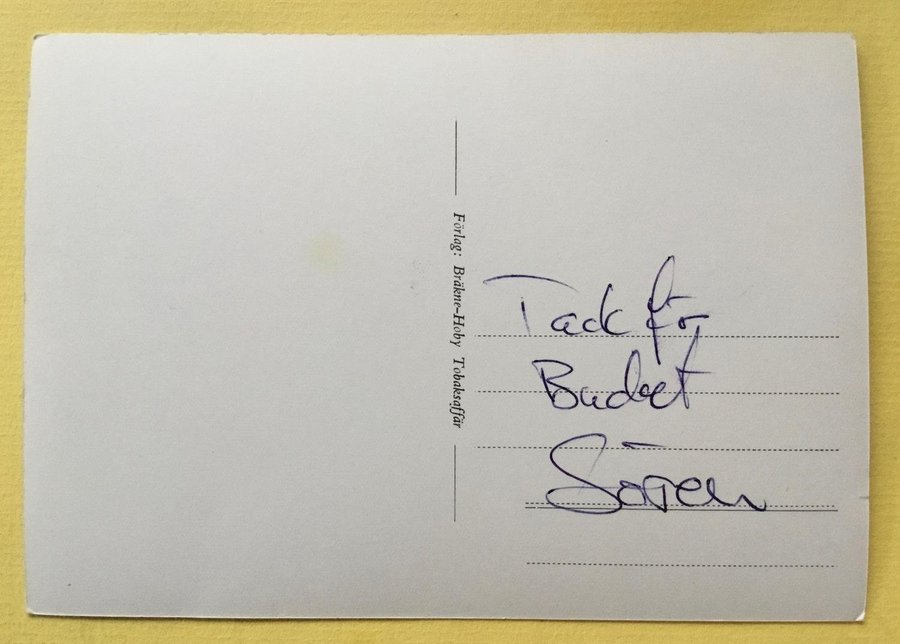 Förlag: Bräkne-Hoby Tobaksaffär
Tack för
Budet
Sören